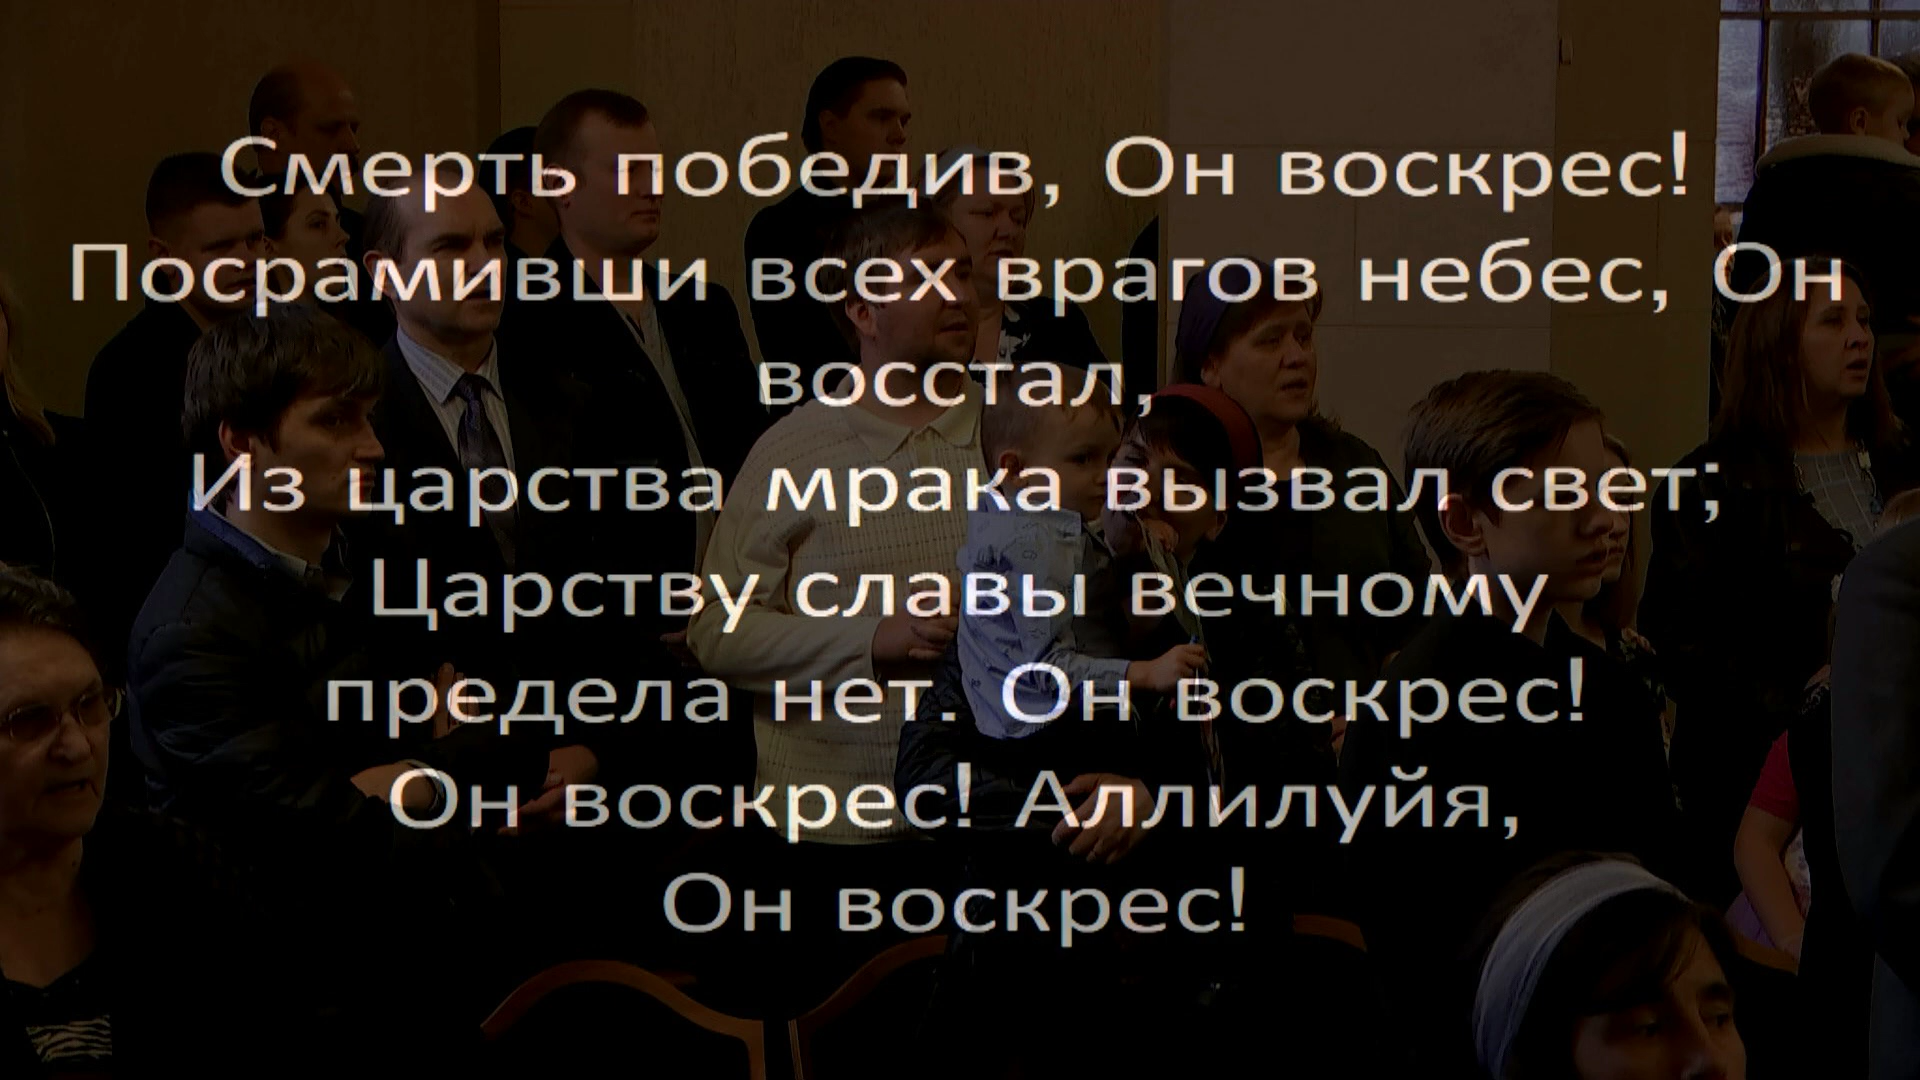 Смерть победив, Он воскрес!
Посрамивши всех врагов небес, Он
восстал,
Из царства мрака вызвал свет;
Царству славы вечному
предела нет. Он воскрес!
Он воскрес! Аллилуйя,
Он воскрес!